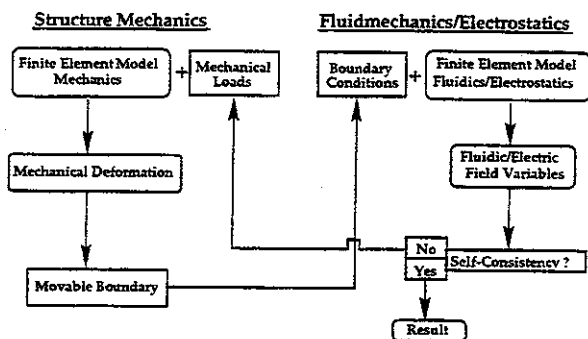 Structure Mechanics
Fluidmechanics/Electrostatics
Finite Element Model
Mechanics
+
Mechanical
Loads
Boundary
Conditions
+
Finite Element Model
Fluidics/Electrostatics
Mechanical Deformation
Fluidic/Electric
Field Variables
Movable Boundary
No
Yes
Self-Consistency ?
Result